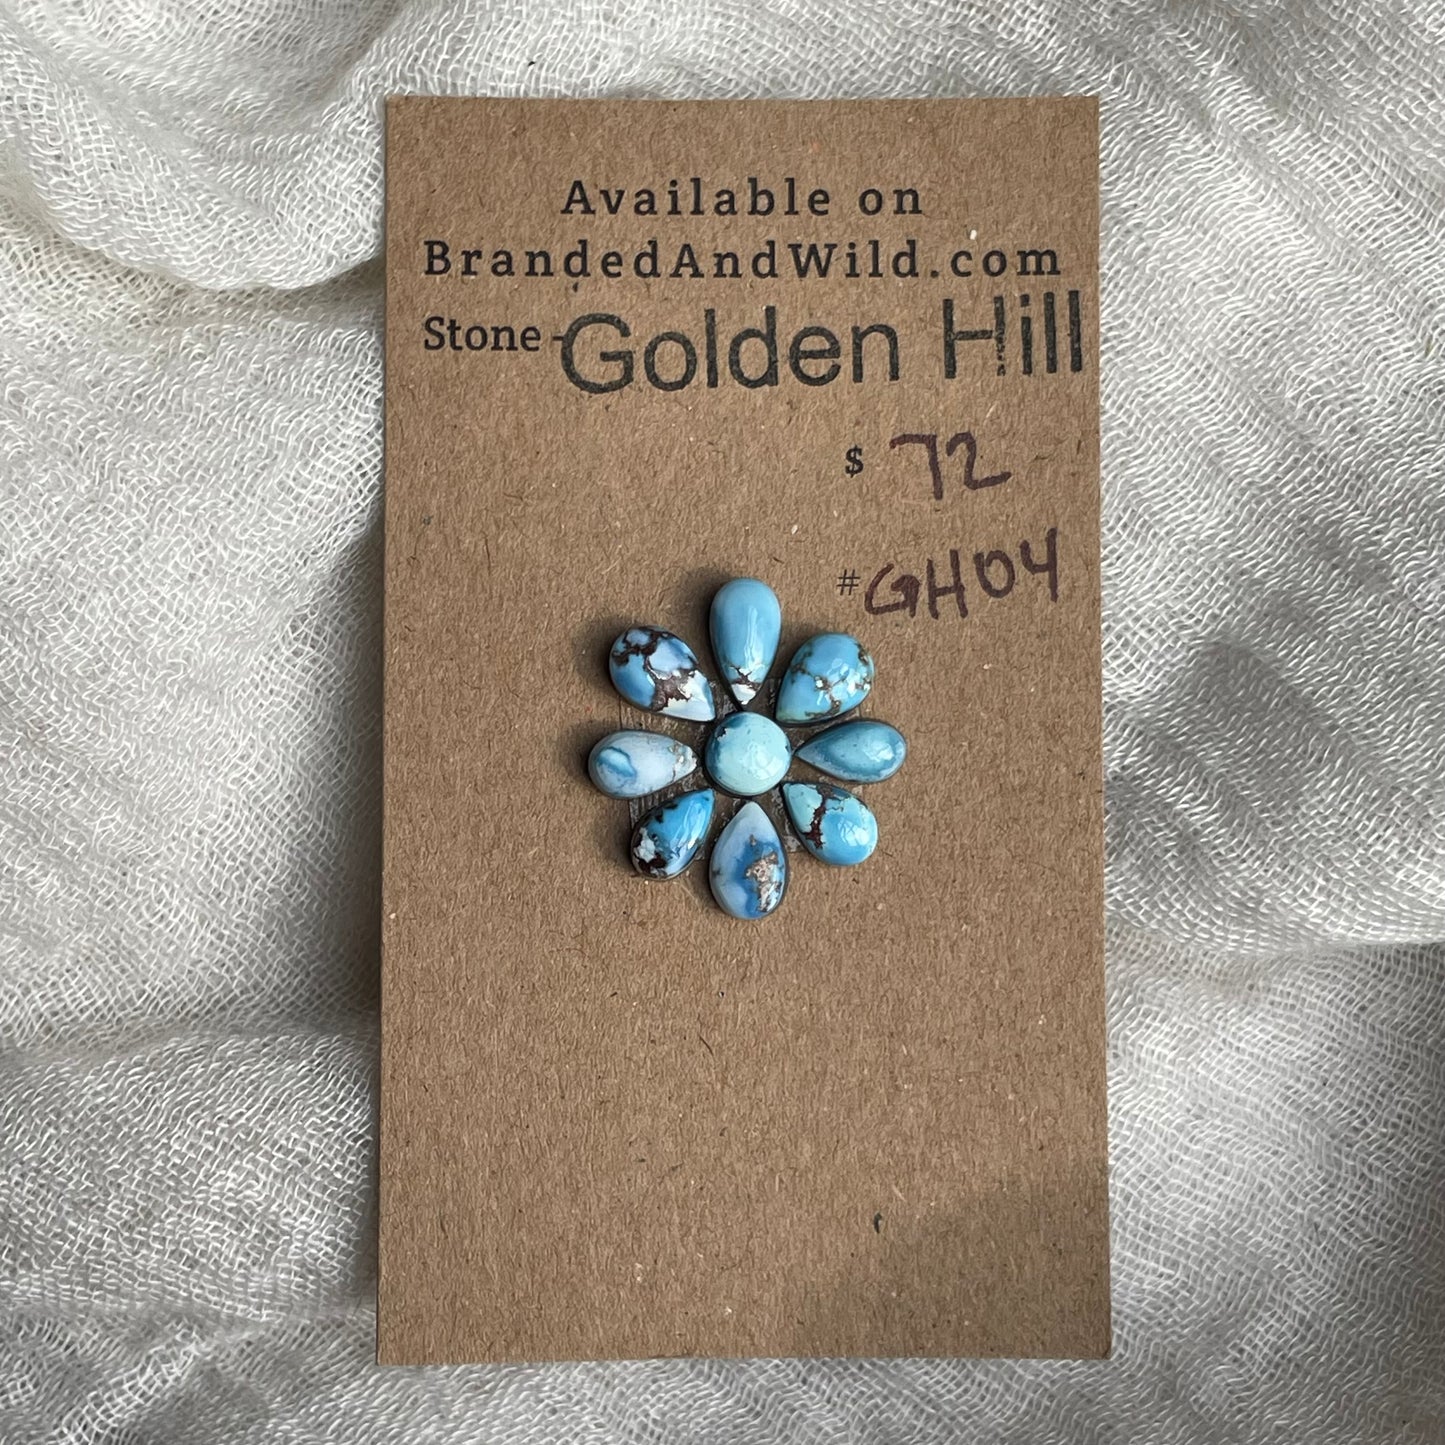 Available on
BrandedAndWild.com
Stone - Golden Hill
$ 72
# GH04